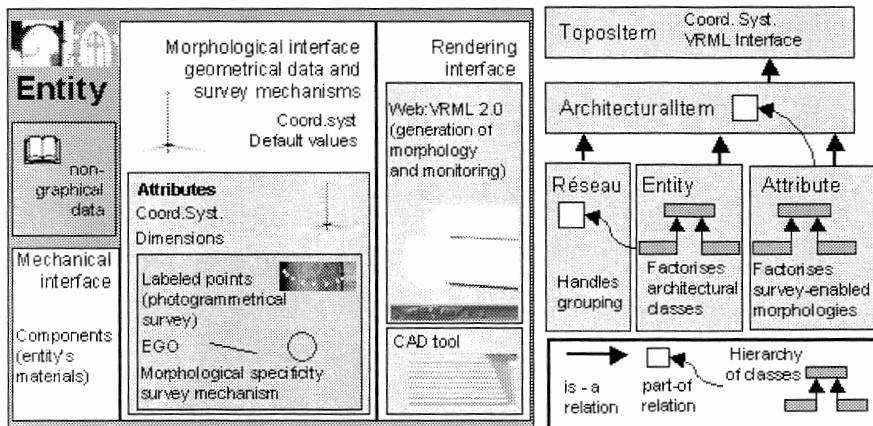 Entity
non-
graphical
data
Mechanical
interface
Components
(entity's
materials)
Morphological interface
geometrical data and
survey mechanisms
Coord.syst
Default values
Attributes
Coord.Syst.
Dimensions
Labeled points
(photogrammetrical
survey)
EGO
Morphological specificity
survey mechanism
Rendering
interface
Web:VRML 2.0
(generation of
morphology
and monitoring)
CAD tool
ToposItem
Coord. Syst.
VRML Interface
ArchitecturalItem
Réseau
Handles
grouping
Entity
Factorises
architectural
classes
Attribute
Factorises
survey-enabled
morphologies
is - a
relation
part-of
relation
Hierarchy
of classes